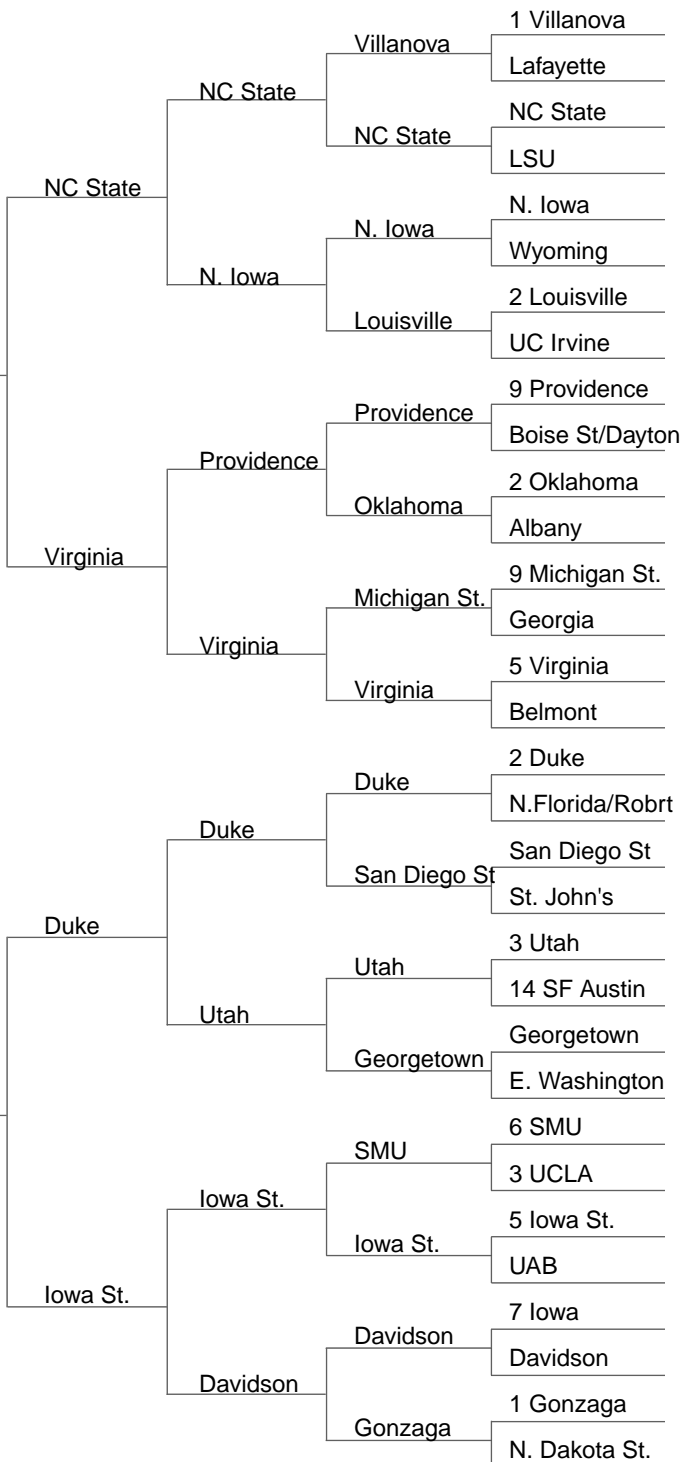 1 Villanova
Villanova
Lafayette
NC State
NC State
NC State
LSU
NC State
N. Iowa
N. Iowa
Wyoming
N. Iowa
2 Louisville
Louisville
UC Irvine
9 Providence
Providence
Boise St/Dayton
Providence
2 Oklahoma
Oklahoma
Albany
Virginia
9 Michigan St.
Michigan St.
Georgia
Virginia
5 Virginia
Virginia
Belmont
2 Duke
Duke
N.Florida/Robrt
Duke
San Diego St
San Diego St
St. John's
Duke
3 Utah
Utah
14 SF Austin
Utah
Georgetown
Georgetown
E. Washington
6 SMU
SMU
3 UCLA
Iowa St.
5 Iowa St.
Iowa St.
UAB
Iowa St.
7 Iowa
Davidson
Davidson
Davidson
1 Gonzaga
Gonzaga
N. Dakota St.